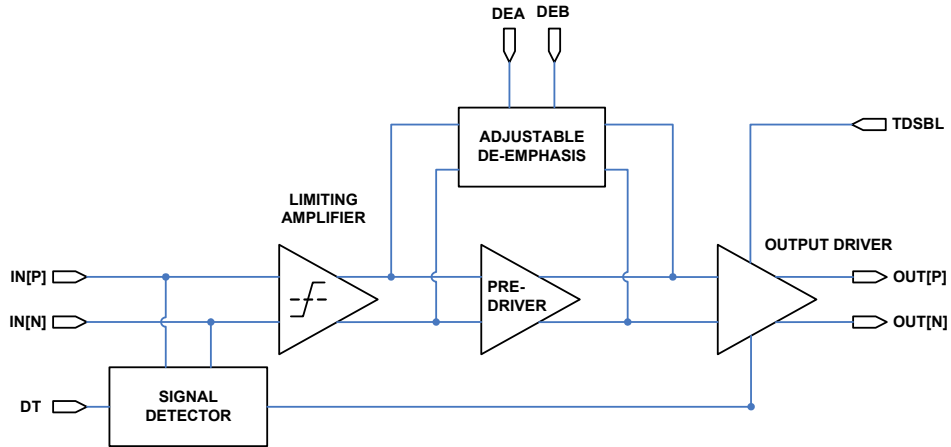 DEA
DEB
ADJUSTABLE
DE-EMPHASIS
TDSBL
LIMITING
AMPLIFIER
OUTPUT DRIVER
IN[P]
PRE-
DRIVER
OUT[P]
IN[N]
OUT[N]
DT
SIGNAL
DETECTOR